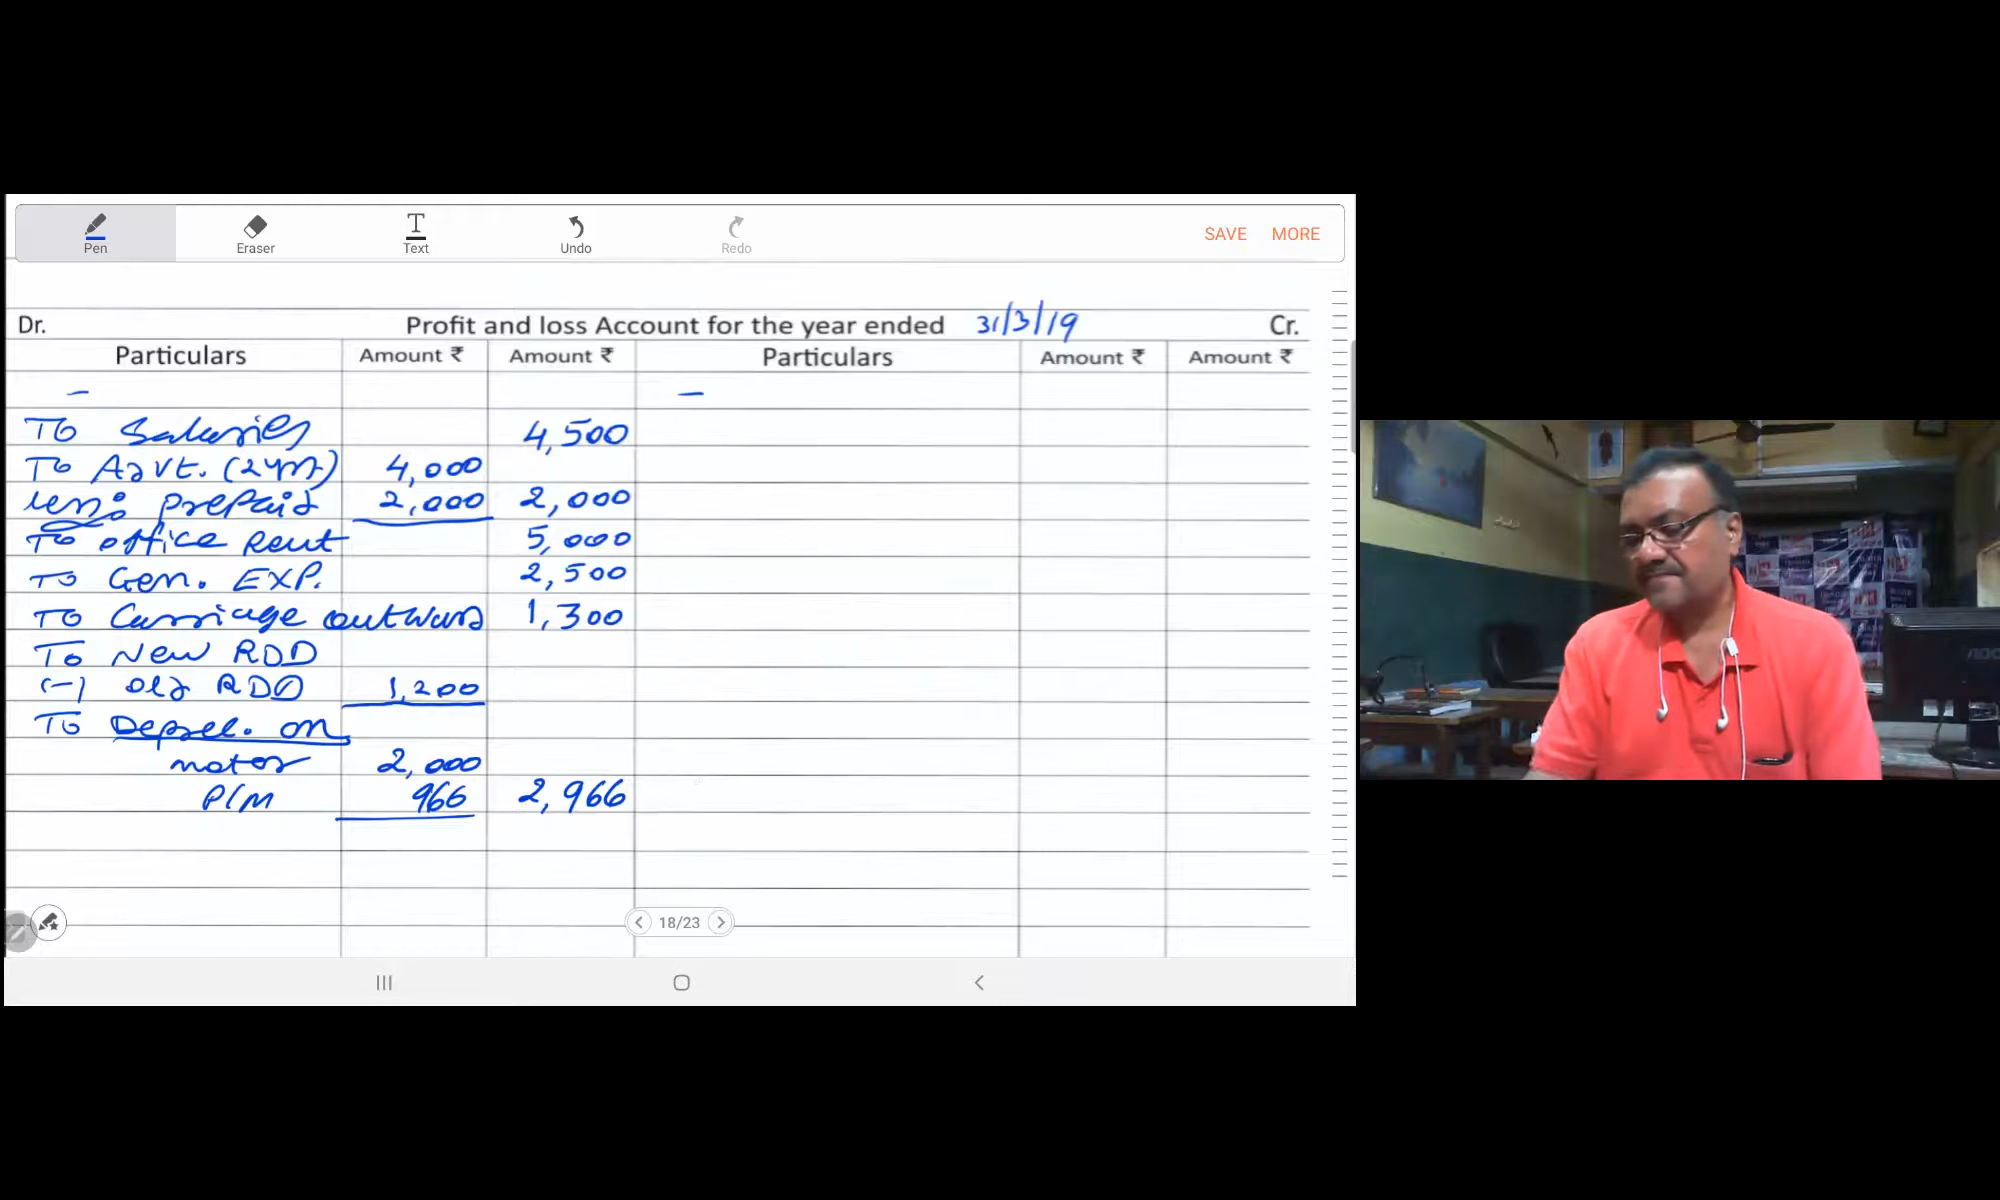 Pen Eraser Text Undo Redo SAVE MORE
Dr. Profit and loss Account for the year ended 31/3/19 Cr.
Particulars Amount ₹ Amount ₹ Particulars Amount ₹ Amount ₹
– –
To Salaries 4,500
To Advt. (2yrs) 4,000
less: prepaid 2,000 2,000
To office Rent 5,000
To Gen. EXP. 2,500
To Carriage outward 1,300
To New RDD
(-) old RDD 1,200
To Deprel. on
motor 2,000
P/M 966 2,966
18/23